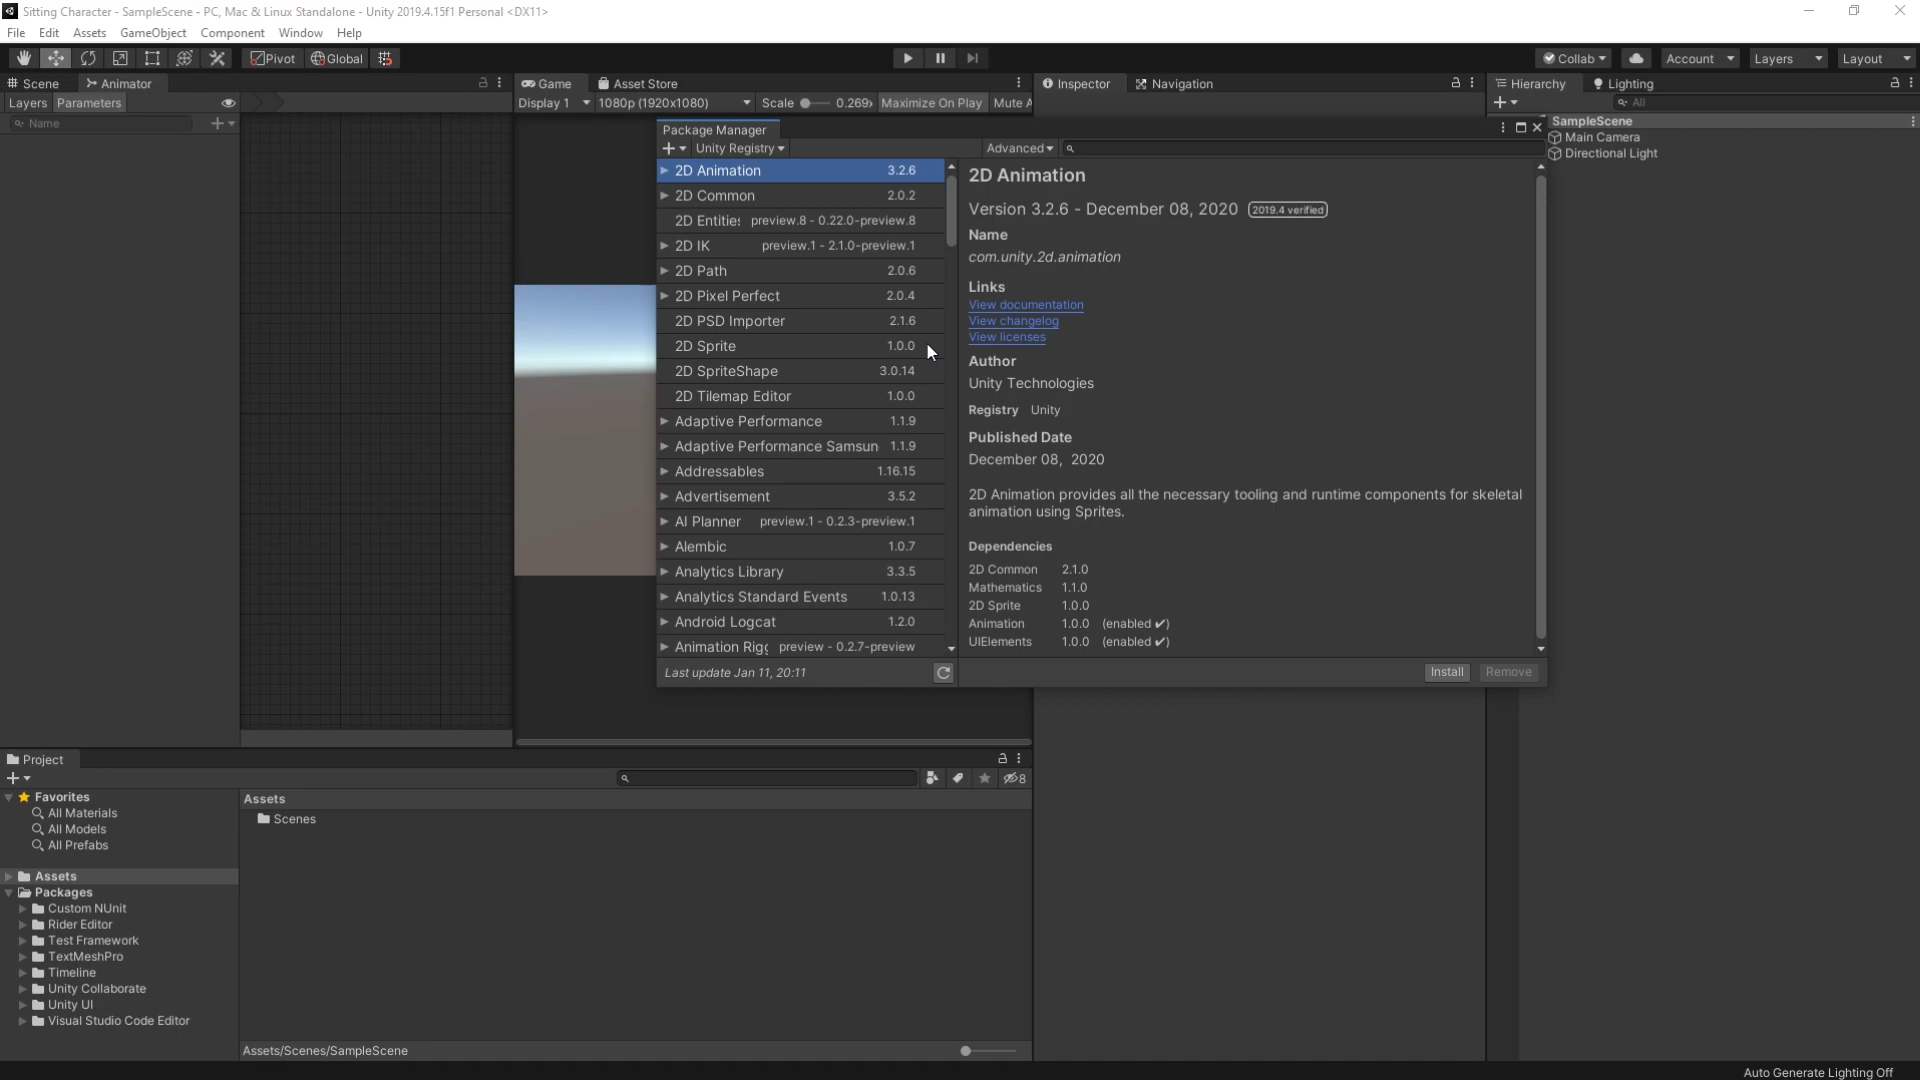 Sitting Character - SampleScene - PC, Mac & Linux Standalone - Unity 2019.4.15f1 Personal <DX11>
File Edit Assets GameObject Component Window Help
Pivot Global Collab Account Layers Layout
Scene Animator Game Asset Store Inspector Navigation Hierarchy Lighting
Layers Parameters Display 1 1080p (1920x1080) Scale 0.269x Maximize On Play Mute A All
Name
SampleScene
Main Camera
Directional Light
Package Manager
Unity Registry Advanced
2D Animation 3.2.6
2D Common 2.0.2
2D Entities preview.8 - 0.22.0-preview.8
2D IK preview.1 - 2.1.0-preview.1
2D Path 2.0.6
2D Pixel Perfect 2.0.4
2D PSD Importer 2.1.6
2D Sprite 1.0.0
2D SpriteShape 3.0.14
2D Tilemap Editor 1.0.0
Adaptive Performance 1.1.9
Adaptive Performance Samsun 1.1.9
Addressables 1.16.15
Advertisement 3.5.2
AI Planner preview.1 - 0.2.3-preview.1
Alembic 1.0.7
Analytics Library 3.3.5
Analytics Standard Events 1.0.13
Android Logcat 1.2.0
Animation Rigg preview - 0.2.7-preview
Last update Jan 11, 20:11
2D Animation
Version 3.2.6 - December 08, 2020 2019.4 verified
Name
com.unity.2d.animation
Links
View documentation
View changelog
View licenses
Author
Unity Technologies
Registry Unity
Published Date
December 08, 2020
2D Animation provides all the necessary tooling and runtime components for skeletal
animation using Sprites.
Dependencies
2D Common 2.1.0
Mathematics 1.1.0
2D Sprite 1.0.0
Animation 1.0.0 (enabled ✔)
UIElements 1.0.0 (enabled ✔)
Install Remove
Project
8
Favorites
All Materials
All Models
All Prefabs
Assets
Packages
Custom NUnit
Rider Editor
Test Framework
TextMeshPro
Timeline
Unity Collaborate
Unity UI
Visual Studio Code Editor
Assets
Scenes
Assets/Scenes/SampleScene
Auto Generate Lighting Off